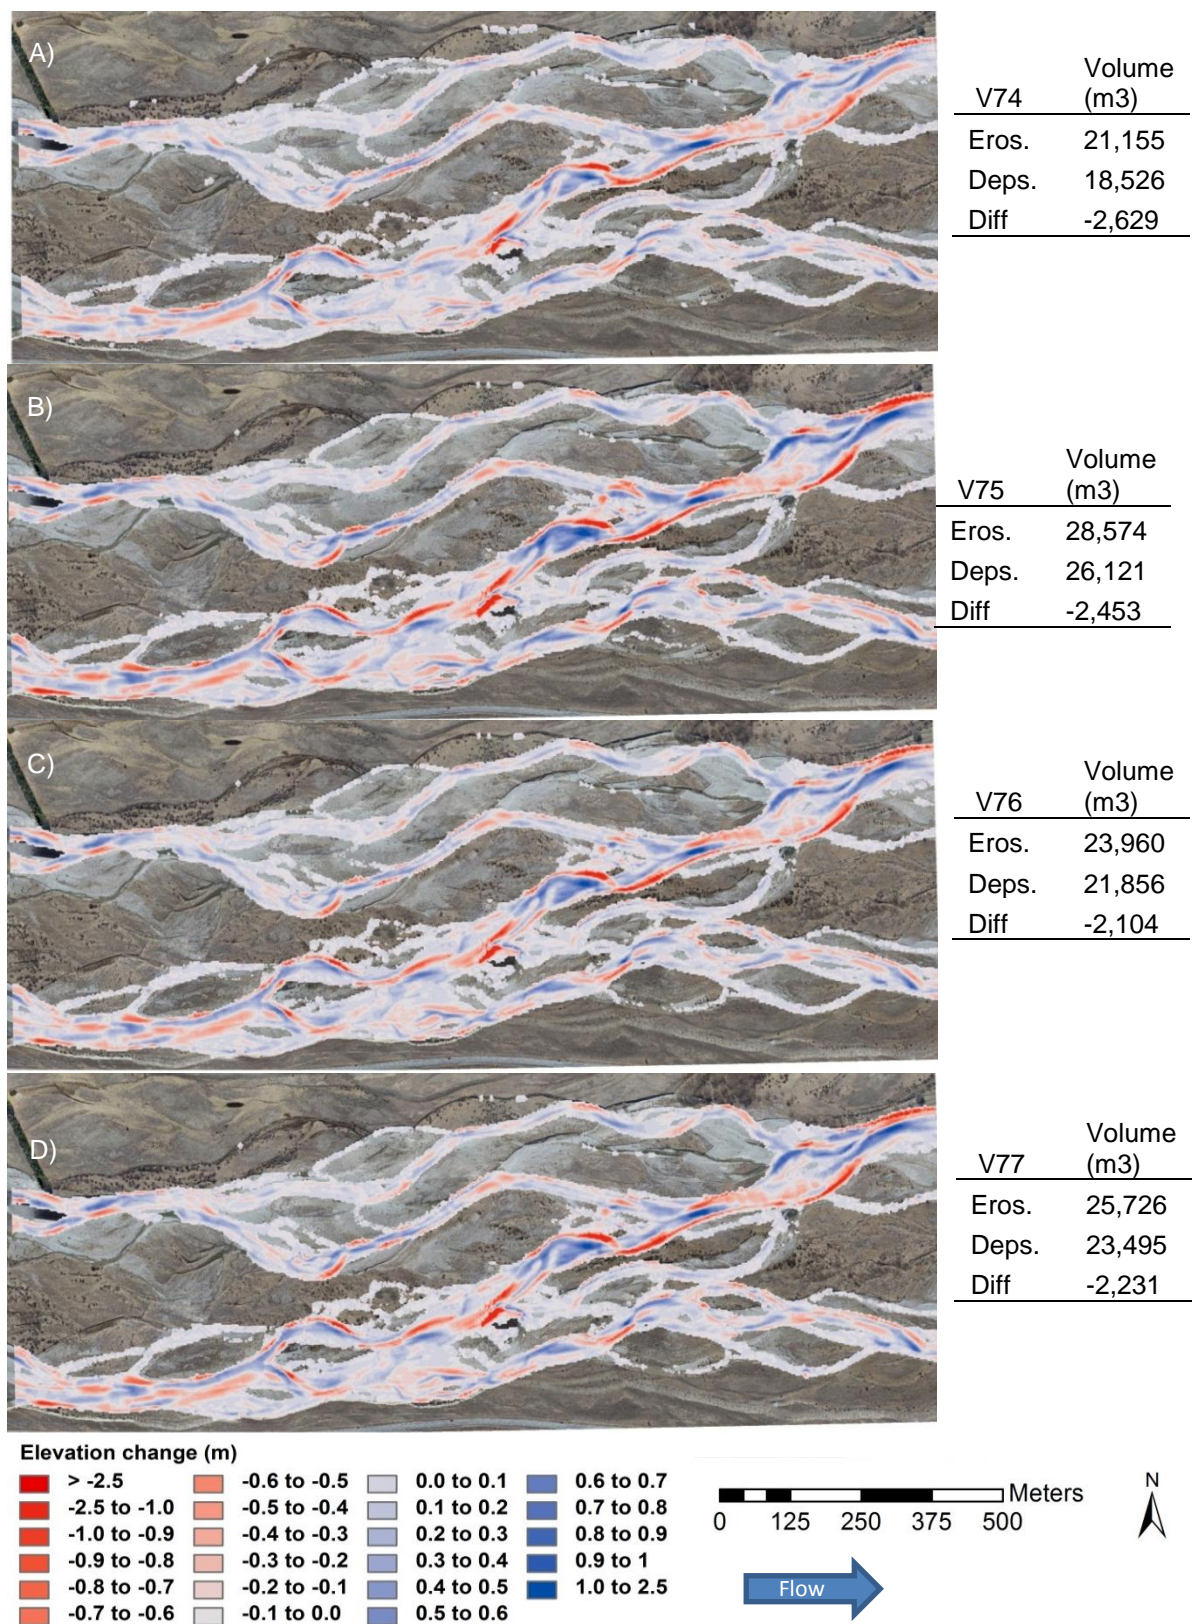 A)
Volume
V74 (m3)
Eros. 21,155
Deps. 18,526
Diff -2,629
B)
Volume
V75 (m3)
Eros. 28,574
Deps. 26,121
Diff -2,453
C)
Volume
V76 (m3)
Eros. 23,960
Deps. 21,856
Diff -2,104
D)
Volume
V77 (m3)
Eros. 25,726
Deps. 23,495
Diff -2,231
Elevation change (m)
> -2.5
-2.5 to -1.0
-1.0 to -0.9
-0.9 to -0.8
-0.8 to -0.7
-0.7 to -0.6
-0.6 to -0.5
-0.5 to -0.4
-0.4 to -0.3
-0.3 to -0.2
-0.2 to -0.1
-0.1 to 0.0
0.0 to 0.1
0.1 to 0.2
0.2 to 0.3
0.3 to 0.4
0.4 to 0.5
0.5 to 0.6
0.6 to 0.7
0.7 to 0.8
0.8 to 0.9
0.9 to 1
1.0 to 2.5
Meters
0 125 250 375 500
N
Flow